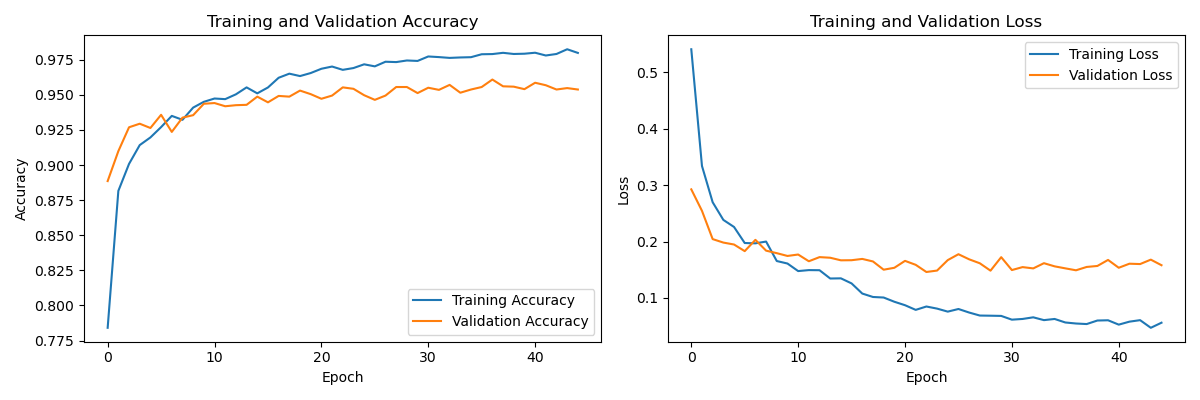 Training and Validation Accuracy
Accuracy
0.975
0.950
0.925
0.900
0.875
0.850
0.825
0.800
0.775
Training Accuracy
Validation Accuracy
0 10 20 30 40
Epoch
Training and Validation Loss
Loss
Training Loss
Validation Loss
0.5
0.4
0.3
0.2
0.1
0 10 20 30 40
Epoch